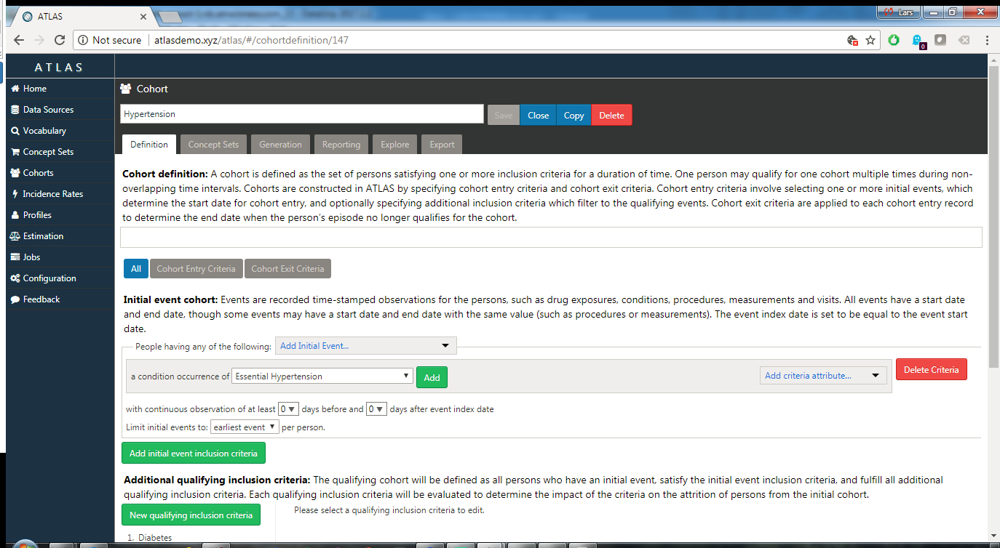 ATLAS
Lars
Not secure
atlasdemo.xyz/atlas/#/cohortdefinition/147
0
ATLAS
Home
Data Sources
Vocabulary
Concept Sets
Cohorts
Incidence Rates
Profiles
Estimation
Jobs
Configuration
Feedback
Cohort
Hypertension
Save Close Copy Delete
Definition Concept Sets Generation Reporting Explore Export
Cohort definition: A cohort is defined as the set of persons satisfying one or more inclusion criteria for a duration of time. One person may qualify for one cohort multiple times during non-
overlapping time intervals. Cohorts are constructed in ATLAS by specifying cohort entry criteria and cohort exit criteria. Cohort entry criteria involve selecting one or more initial events, which
determine the start date for cohort entry, and optionally specifying additional inclusion criteria which filter to the qualifying events. Cohort exit criteria are applied to each cohort entry record
to determine the end date when the person's episode no longer qualifies for the cohort.
All Cohort Entry Criteria Cohort Exit Criteria
Initial event cohort: Events are recorded time-stamped observations for the persons, such as drug exposures, conditions, procedures, measurements and visits. All events have a start date
and end date, though some events may have a start date and end date with the same value (such as procedures or measurements). The event index date is set to be equal to the event start
date.
People having any of the following: Add Initial Event...
a condition occurrence of Essential Hypertension Add Add criteria attribute... Delete Criteria
with continuous observation of at least 0 days before and 0 days after event index date
Limit initial events to: earliest event per person.
Add initial event inclusion criteria
Additional qualifying inclusion criteria: The qualifying cohort will be defined as all persons who have an initial event, satisfy the initial event inclusion criteria, and fulfill all additional
qualifying inclusion criteria. Each qualifying inclusion criteria will be evaluated to determine the impact of the criteria on the attrition of persons from the initial cohort.
New qualifying inclusion criteria Please select a qualifying inclusion criteria to edit.
1. Diabetes